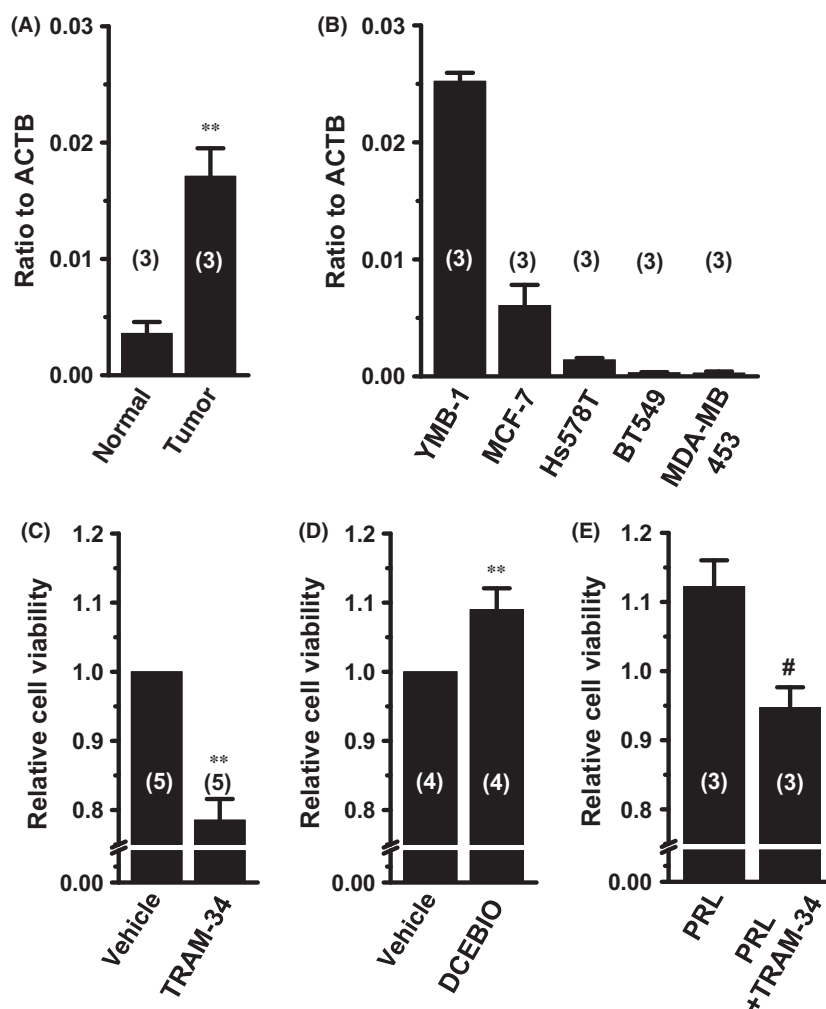 (A)
Ratio to ACTB
0.03
0.02
0.01
0.00
**
(3)
(3)
Normal
Tumor
(B)
Ratio to ACTB
0.03
0.02
0.01
0.00
(3)
(3)
(3)
(3)
(3)
YMB-1
MCF-7
Hs578T
BT549
MDA-MB
453
(C)
Relative cell viability
1.2
1.1
1.0
0.9
0.8
0.00
**
(5)
(5)
Vehicle
TRAM-34
(D)
Relative cell viability
1.2
1.1
1.0
0.9
0.8
0.00
**
(4)
(4)
Vehicle
DCEBIO
(E)
Relative cell viability
1.2
1.1
1.0
0.9
0.8
0.00
#
(3)
(3)
PRL
PRL
+TRAM-34